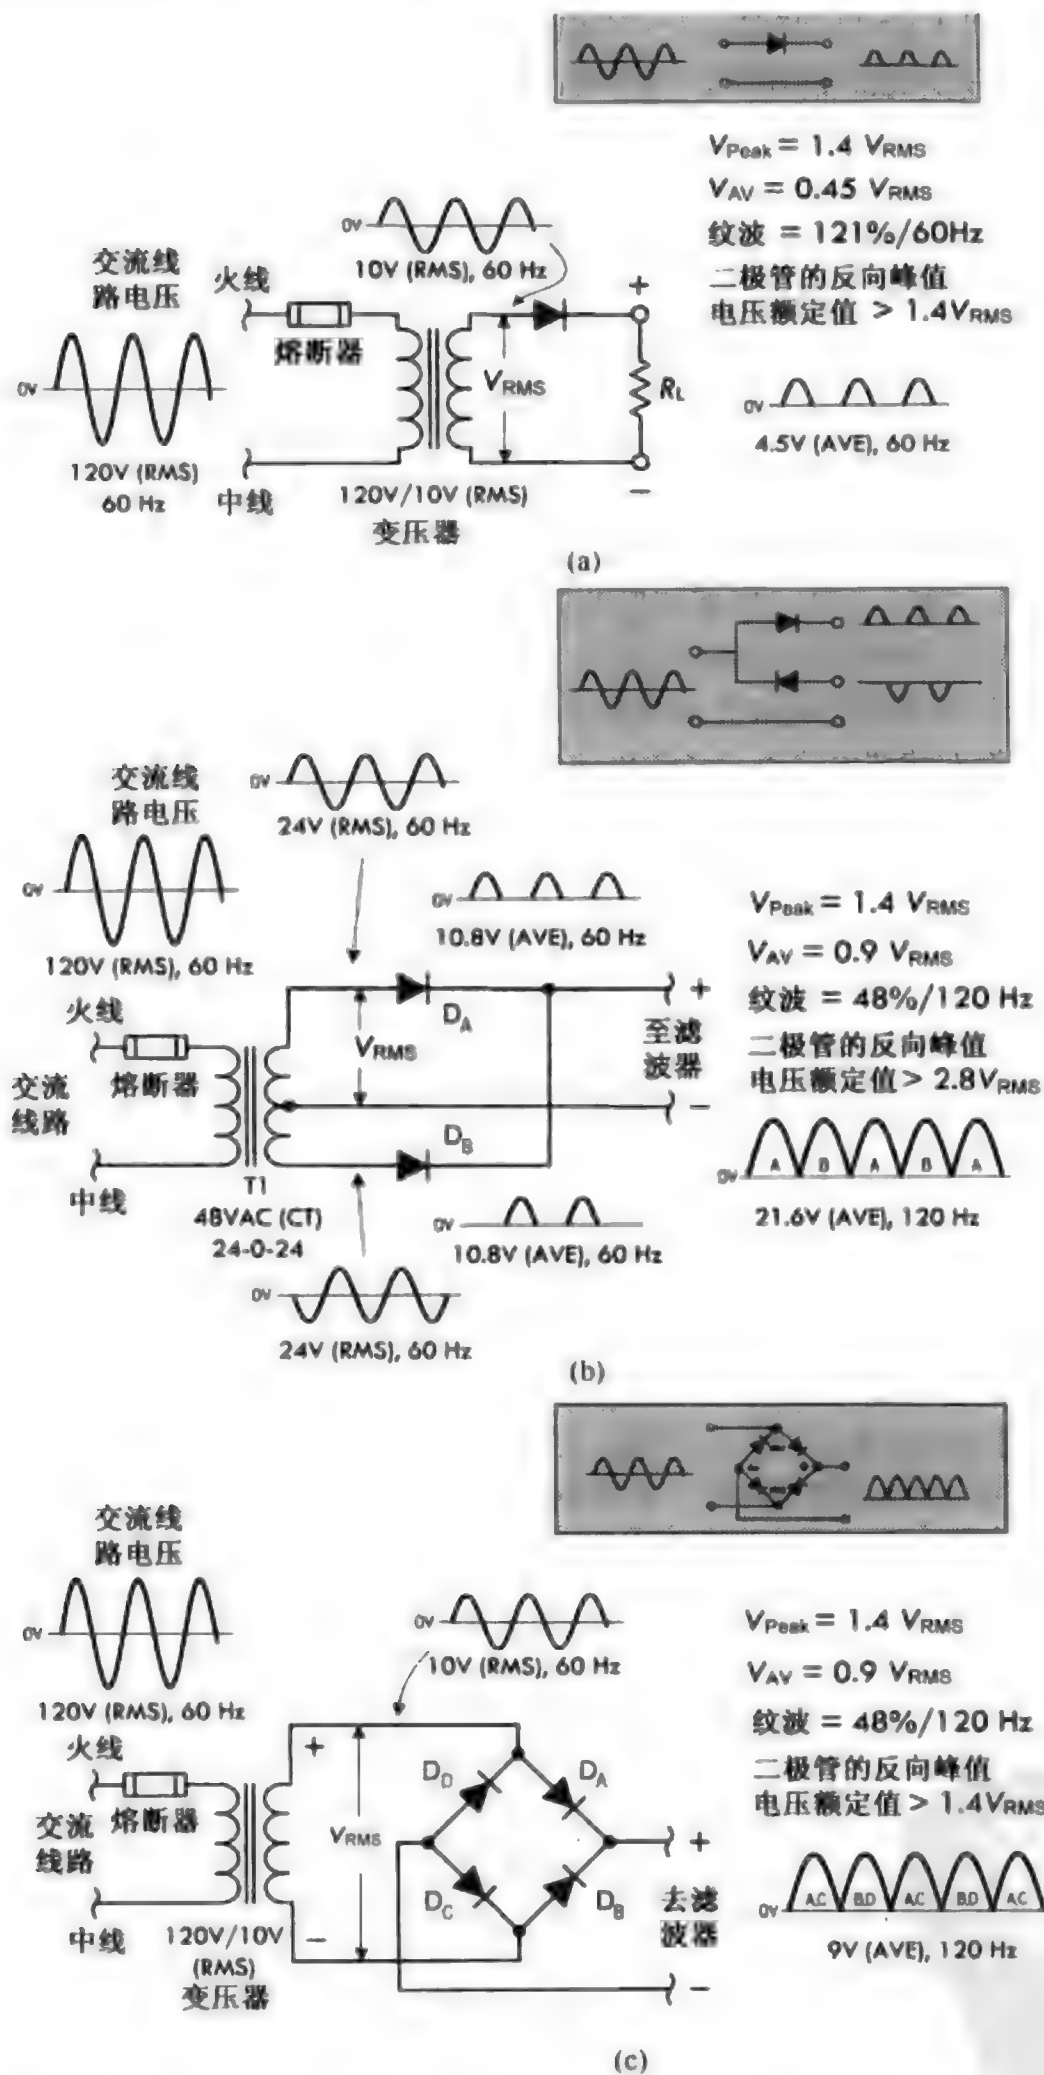 V_Peak = 1.4 V_RMS
V_AV = 0.45 V_RMS
纹波 = 121%/60Hz
二极管的反向峰值
电压额定值 > 1.4V_RMS
0V
4.5V (AVE), 60 Hz
0V
10V (RMS), 60 Hz
交流线
路电压
0V
120V (RMS)
60 Hz
火线
熔断器
中线
V_RMS
+
R_L
−
120V/10V (RMS)
变压器
(a)
交流线
路电压
0V
120V (RMS), 60 Hz
0V
24V (RMS), 60 Hz
0V
10.8V (AVE), 60 Hz
火线
熔断器
交流
线路
中线
T1
48VAC (CT)
24-0-24
V_RMS
D_A
D_B
+
至滤
波器
−
0V
10.8V (AVE), 60 Hz
0V
24V (RMS), 60 Hz
V_Peak = 1.4 V_RMS
V_AV = 0.9 V_RMS
纹波 = 48%/120 Hz
二极管的反向峰值
电压额定值 > 2.8V_RMS
0V
A B A B A
21.6V (AVE), 120 Hz
(b)
− +
交流线
路电压
0V
120V (RMS), 60 Hz
0V
10V (RMS), 60 Hz
火线
熔断器
交流
线路
中线
120V/10V
(RMS)
变压器
+
V_RMS
−
D_D
D_A
D_C
D_B
+
去滤
波器
−
V_Peak = 1.4 V_RMS
V_AV = 0.9 V_RMS
纹波 = 48%/120 Hz
二极管的反向峰值
电压额定值 > 1.4V_RMS
0V
A,C B,D A,C B,D A,C
9V (AVE), 120 Hz
(c)